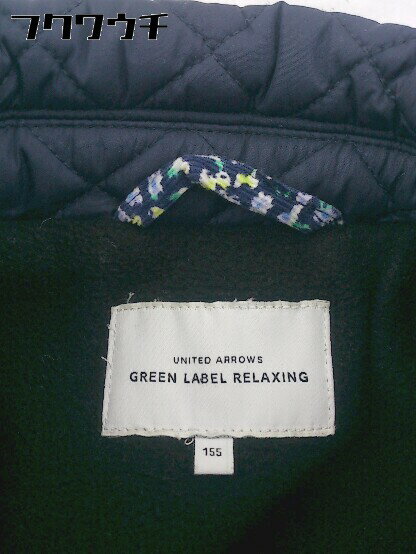 フクワウチ
UNITED ARROWS
GREEN LABEL RELAXING
155